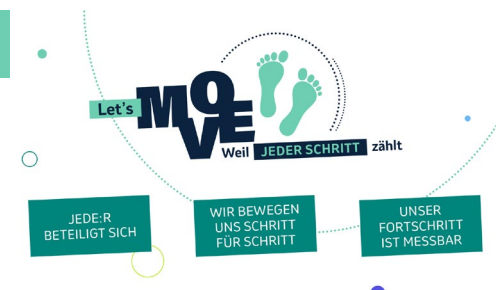 Let's
MOVE
Weil JEDER SCHRITT zählt
JEDE:R
BETEILIGT SICH
WIR BEWEGEN
UNS SCHRITT
FÜR SCHRITT
UNSER
FORTSCHRITT
IST MESSBAR